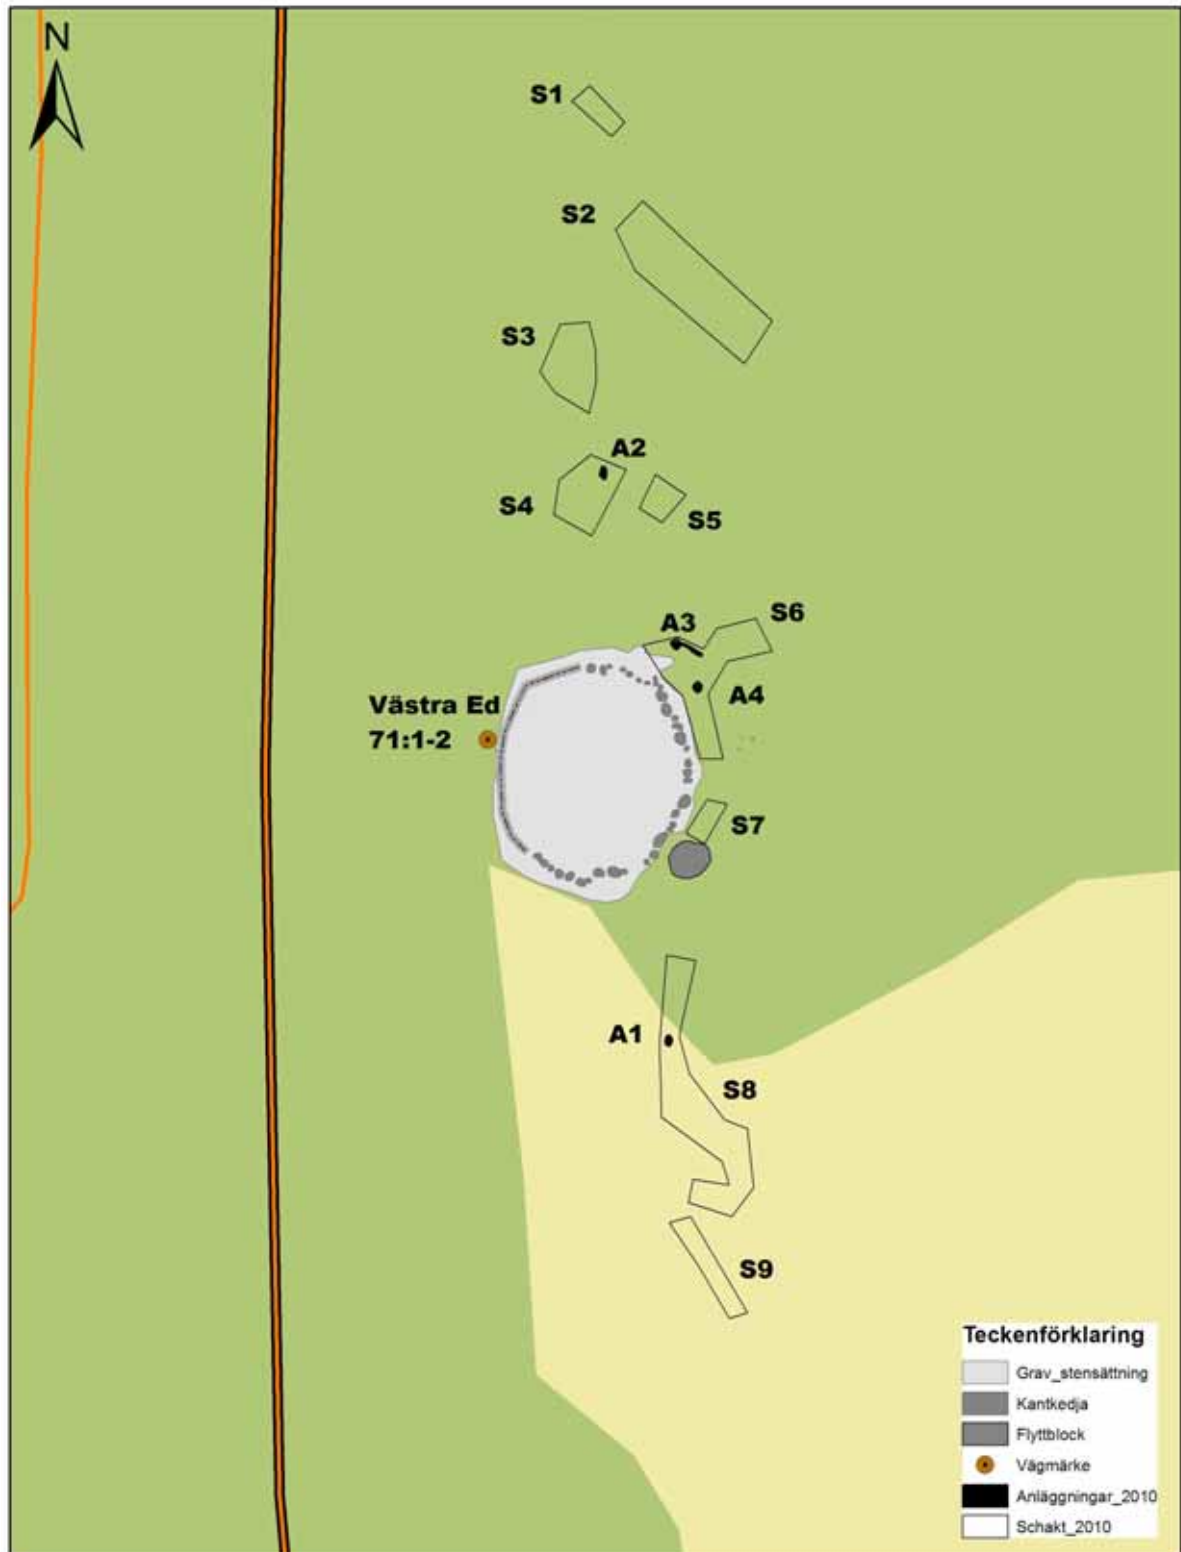 N
S1
S2
S3
A2
S4
S5
S6
A3
A4
Västra Ed
71:1-2
S7
A1
S8
S9
Teckenförklaring
Grav_stensättning
Kantkedja
Flyttblock
Vägmärke
Anläggningar_2010
Schakt_2010